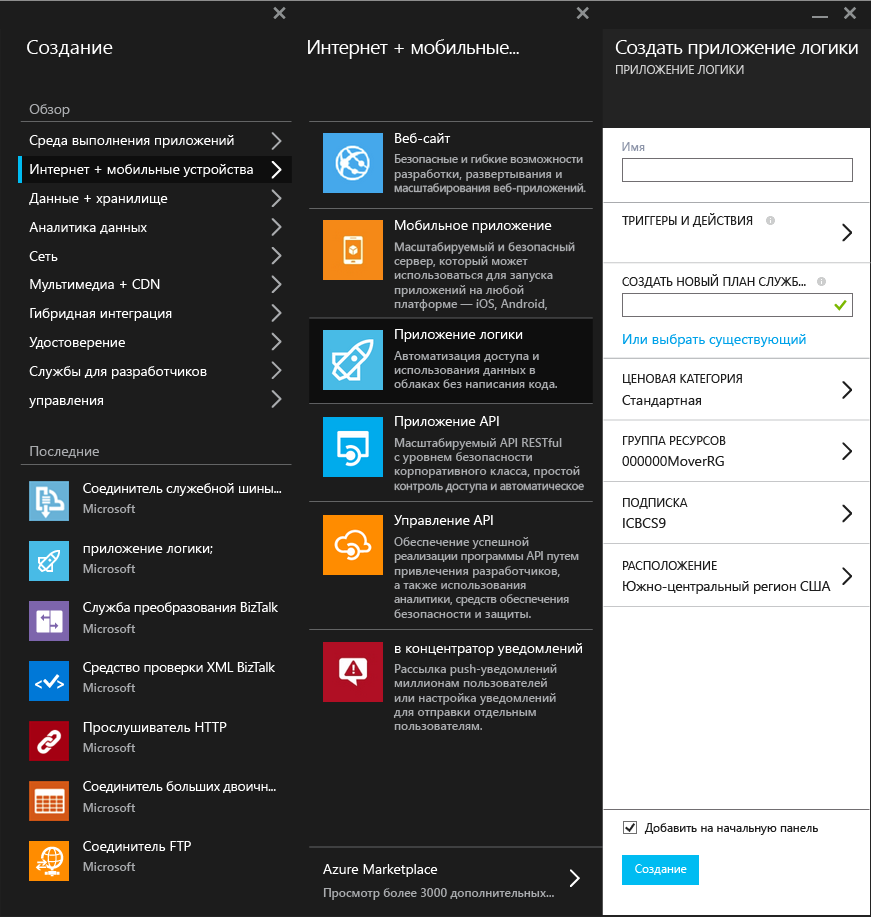 Создание
Обзор
Среда выполнения приложений
Интернет + мобильные устройства
Данные + хранилище
Аналитика данных
Сеть
Мультимедиа + CDN
Гибридная интеграция
Удостоверение
Службы для разработчиков
управления
Последние
Соединитель служебной шины...
Microsoft
приложение логики;
Microsoft
Служба преобразования BizTalk
Microsoft
Средство проверки XML BizTalk
Microsoft
Прослушиватель HTTP
Microsoft
Соединитель больших двоичн...
Microsoft
Соединитель FTP
Microsoft
Интернет + мобильные...
Веб-сайт
Безопасные и гибкие возможности
разработки, развертывания и
масштабирования веб-приложений.
Мобильное приложение
Масштабируемый и безопасный
сервер, который может
использоваться для запуска
приложений на любой
платформе — iOS, Android,
Приложение логики
Автоматизация доступа и
использования данных в
облаках без написания кода.
Приложение API
Масштабируемый API RESTful
с уровнем безопасности
корпоративного класса, простой
контроль доступа и автоматическое
Управление API
Обеспечение успешной
реализации программы API путем
привлечения разработчиков,
а также использования
аналитики, средств обеспечения
безопасности и защиты.
в концентратор уведомлений
Рассылка push-уведомлений
миллионам пользователей
или настройка уведомлений
для отправки отдельным
пользователям.
Azure Marketplace
Просмотр более 3000 дополнительных...
Создать приложение логики
ПРИЛОЖЕНИЕ ЛОГИКИ
Имя
ТРИГГЕРЫ И ДЕЙСТВИЯ
СОЗДАТЬ НОВЫЙ ПЛАН СЛУЖБ...
Или выбрать существующий
ЦЕНОВАЯ КАТЕГОРИЯ
Стандартная
ГРУППА РЕСУРСОВ
000000MoverRG
ПОДПИСКА
ICBCS9
РАСПОЛОЖЕНИЕ
Южно-центральный регион США
Добавить на начальную панель
Создание